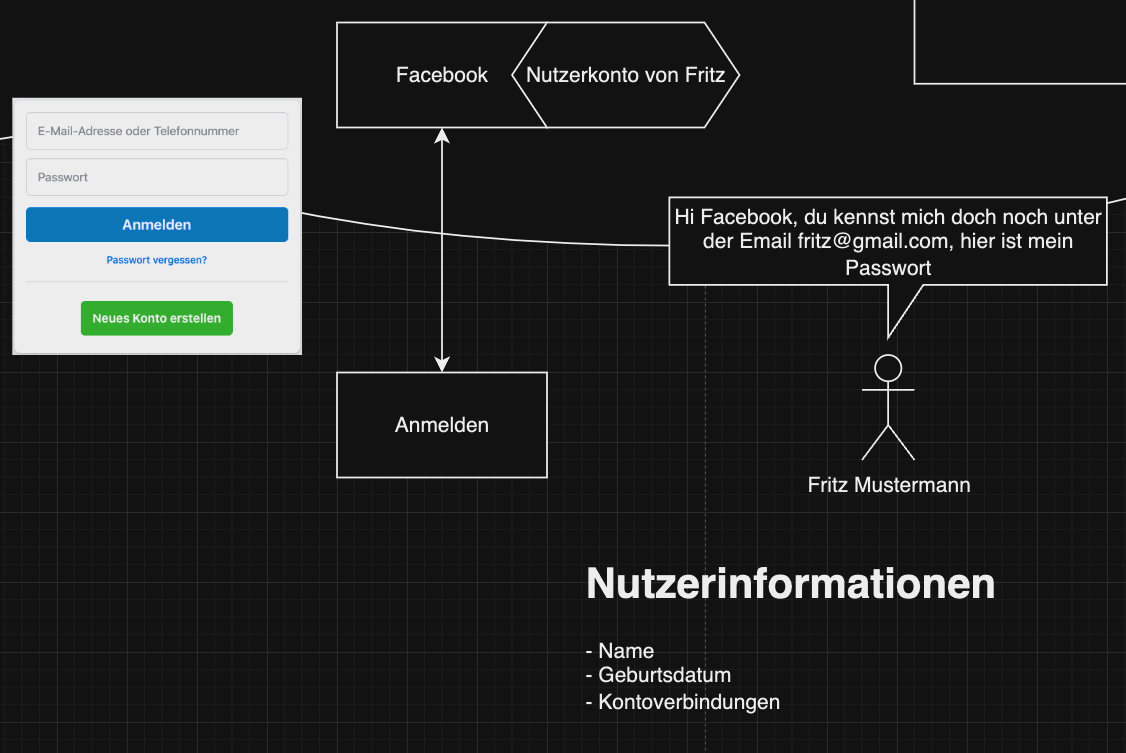 Facebook
Nutzerkonto von Fritz
E-Mail-Adresse oder Telefonnummer
Passwort
Anmelden
Passwort vergessen?
Neues Konto erstellen
Hi Facebook, du kennst mich doch noch unter
der Email fritz@gmail.com, hier ist mein
Passwort
Anmelden
Fritz Mustermann
Nutzerinformationen
- Name
- Geburtsdatum
- Kontoverbindungen